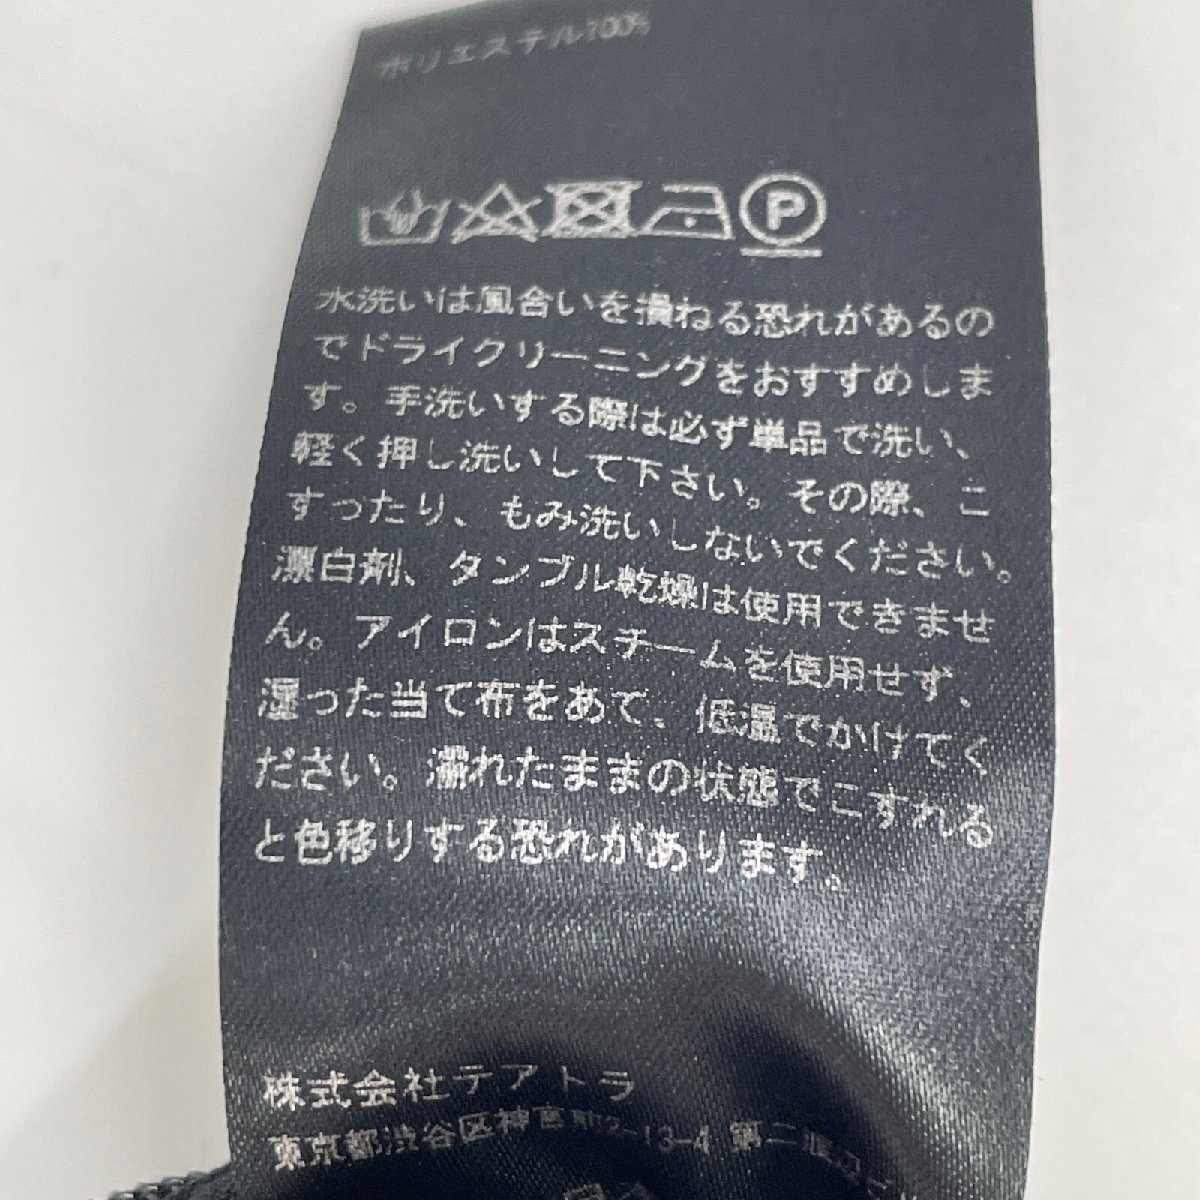 ポリエステル100%
P
水洗いは風合いを損ねる恐れがあるの
でドライクリーニングをおすすめしま
す。手洗いする際は必ず単品で洗い、
軽く押し洗いして下さい。その際、こ
すったり、もみ洗いしないでください。
漂白剤、タンブル乾燥は使用できませ
ん。アイロンはスチームを使用せず、
湿った当て布をあて、低温でかけてく
ださい。濡れたままの状態でこすれる
と色移りする恐れがあります。
株式会社テアトラ
東京都渋谷区神宮前2-13-4 第二